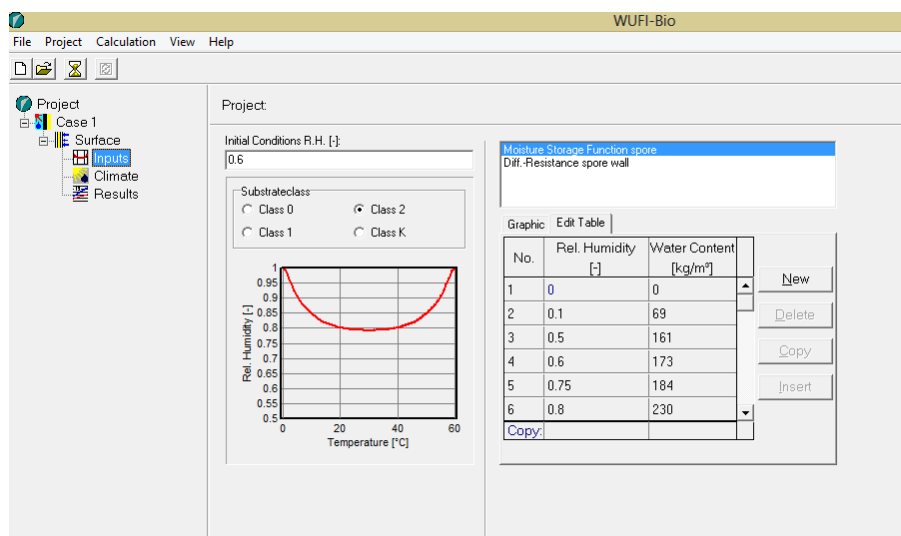 WUFI-Bio
File Project Calculation View Help
Project
Case 1
Surface
Inputs
Climate
Results
Project:
Initial Conditions R.H. [-]:
0.6
Substrateclass
Class 0 Class 2
Class 1 Class K
1
0.95
0.9
0.85
0.8
0.75
0.7
0.65
0.6
0.55
0.5
Rel. Humidity [-]
0 20 40 60
Temperature [°C]
Moisture Storage Function spore
Diff.-Resistance spore wall
Graphic Edit Table
No. Rel. Humidity [-] Water Content [kg/m³]
1 0 0
2 0.1 69
3 0.5 161
4 0.6 173
5 0.75 184
6 0.8 230
Copy:
New
Delete
Copy
Insert